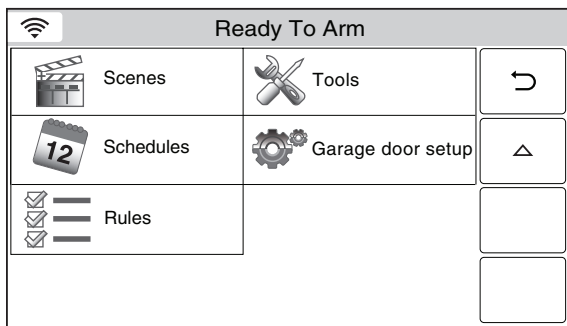 Ready To Arm
Scenes
Tools
12
Schedules
Garage door setup
Rules